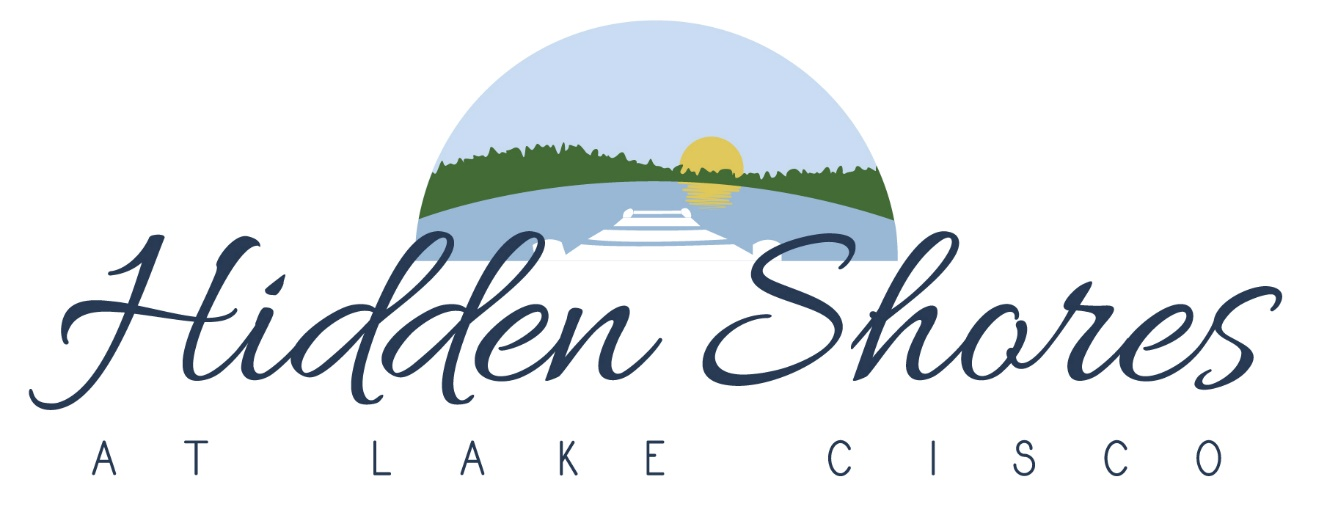 Hidden Shores
AT LAKE CISCO